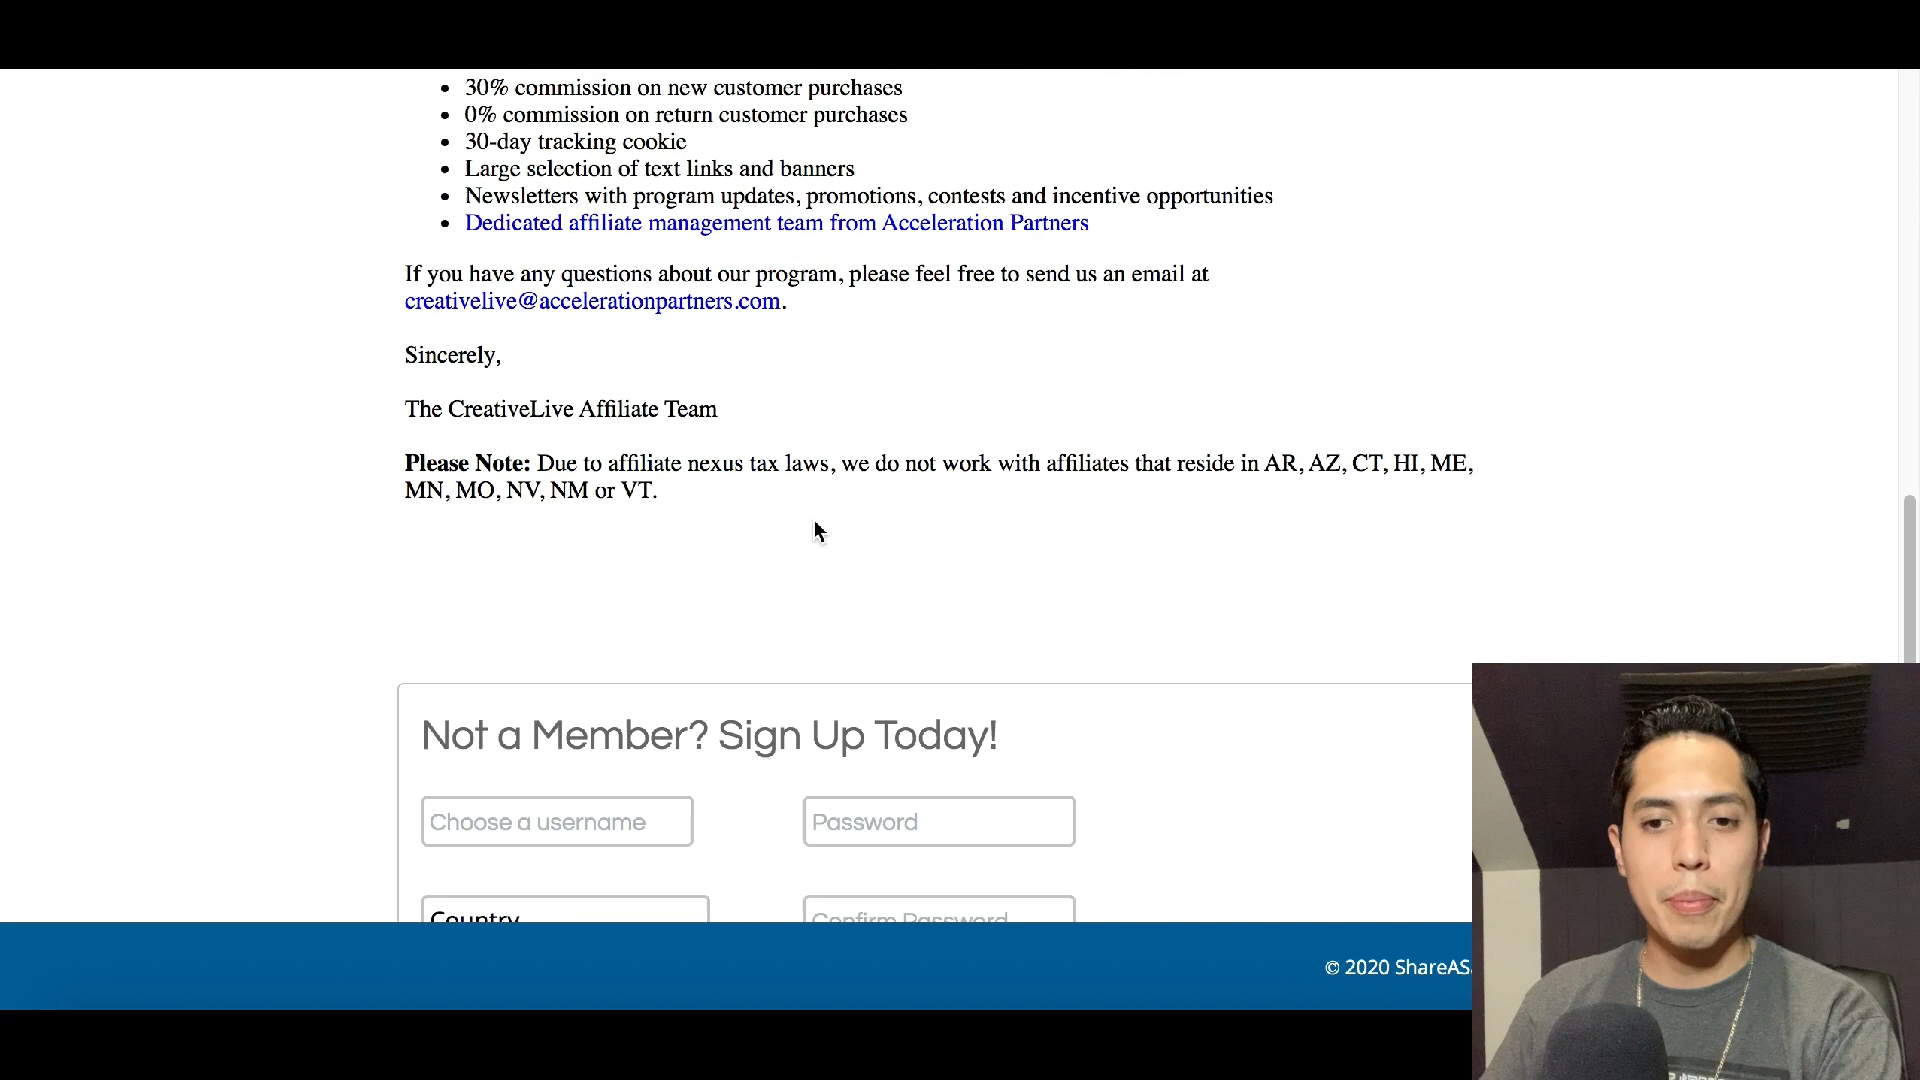 30% commission on new customer purchases
0% commission on return customer purchases
30-day tracking cookie
Large selection of text links and banners
Newsletters with program updates, promotions, contests and incentive opportunities
Dedicated affiliate management team from Acceleration Partners
If you have any questions about our program, please feel free to send us an email at
creativelive@accelerationpartners.com.
Sincerely,
The CreativeLive Affiliate Team
Please Note: Due to affiliate nexus tax laws, we do not work with affiliates that reside in AR, AZ, CT, HI, ME,
MN, MO, NV, NM or VT.
Not a Member? Sign Up Today!
Choose a username
Password
Country
Confirm Password
© 2020 ShareAS